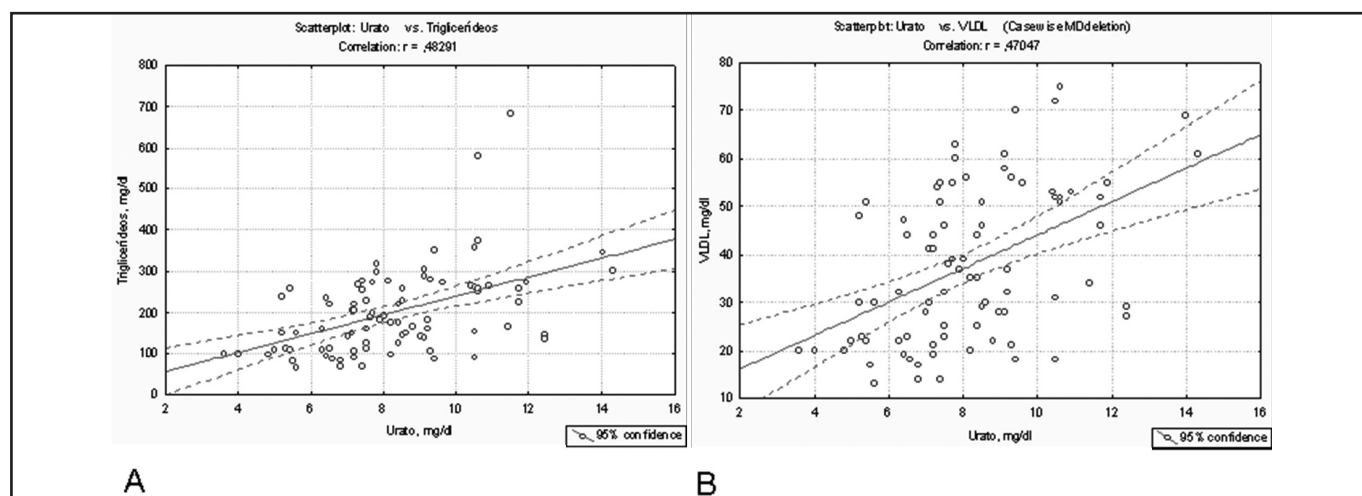 Scatterplot: Urato vs. Triglicerídeos
Correlation: r = ,48291
800
700
600
500
400
300
200
100
0
Triglicerídeos, mg/dl
2 4 6 8 10 12 14 16
Urato, mg/dl
95% confidence
A
Scatterplot: Urato vs. VLDL (Casewise MD deletion)
Correlation: r = ,47047
80
70
60
50
40
30
20
10
VLDL, mg/dl
2 4 6 8 10 12 14 16
Urato, mg/dl
95% confidence
B